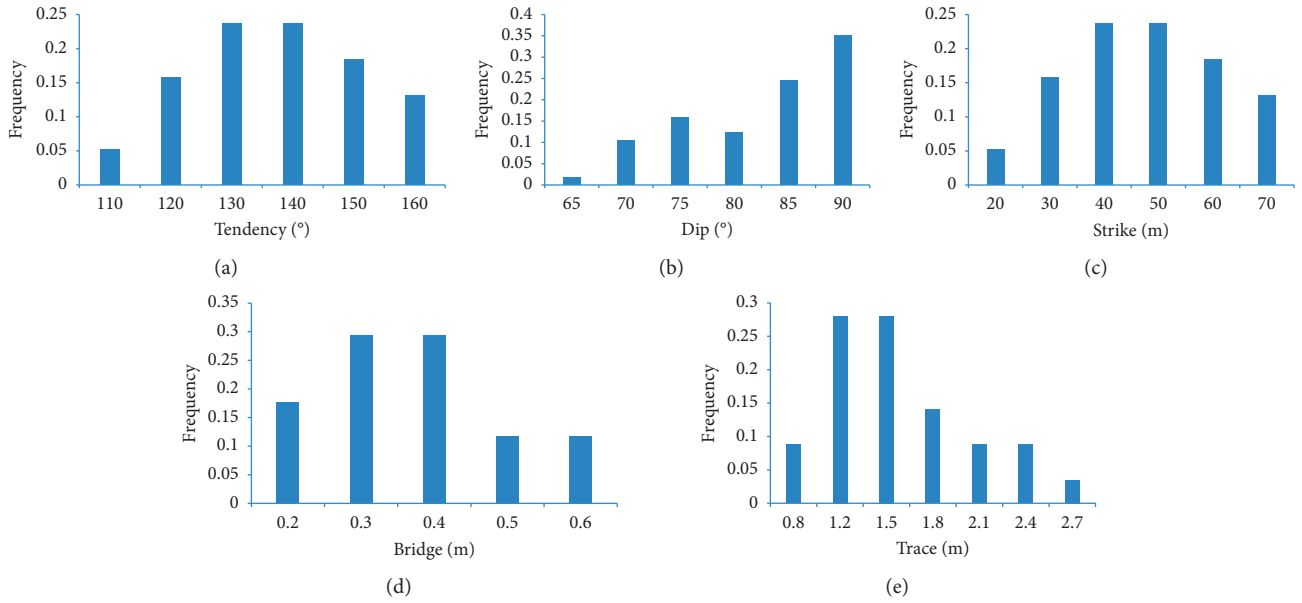 0.25
0.2
0.15
0.1
0.05
0
Frequency
110 120 130 140 150 160
Tendency (°)
(a)
0.4
0.35
0.3
0.25
0.2
0.15
0.1
0.05
0
Frequency
65 70 75 80 85 90
Dip (°)
(b)
0.25
0.2
0.15
0.1
0.05
0
Frequency
20 30 40 50 60 70
Strike (m)
(c)
0.35
0.3
0.25
0.2
0.15
0.1
0.05
0
Frequency
0.2 0.3 0.4 0.5 0.6
Bridge (m)
(d)
0.3
0.25
0.2
0.15
0.1
0.05
0
Frequency
0.8 1.2 1.5 1.8 2.1 2.4 2.7
Trace (m)
(e)